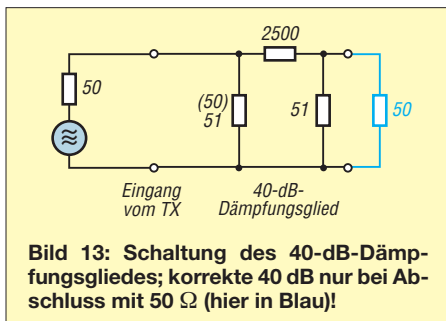 2500
50
(50)
51
51
50
Eingang
vom TX
40-dB-
Dämpfungsglied
Bild 13: Schaltung des 40-dB-Dämp-
fungsgliedes; korrekte 40 dB nur bei Ab-
schluss mit 50 Ω (hier in Blau)!